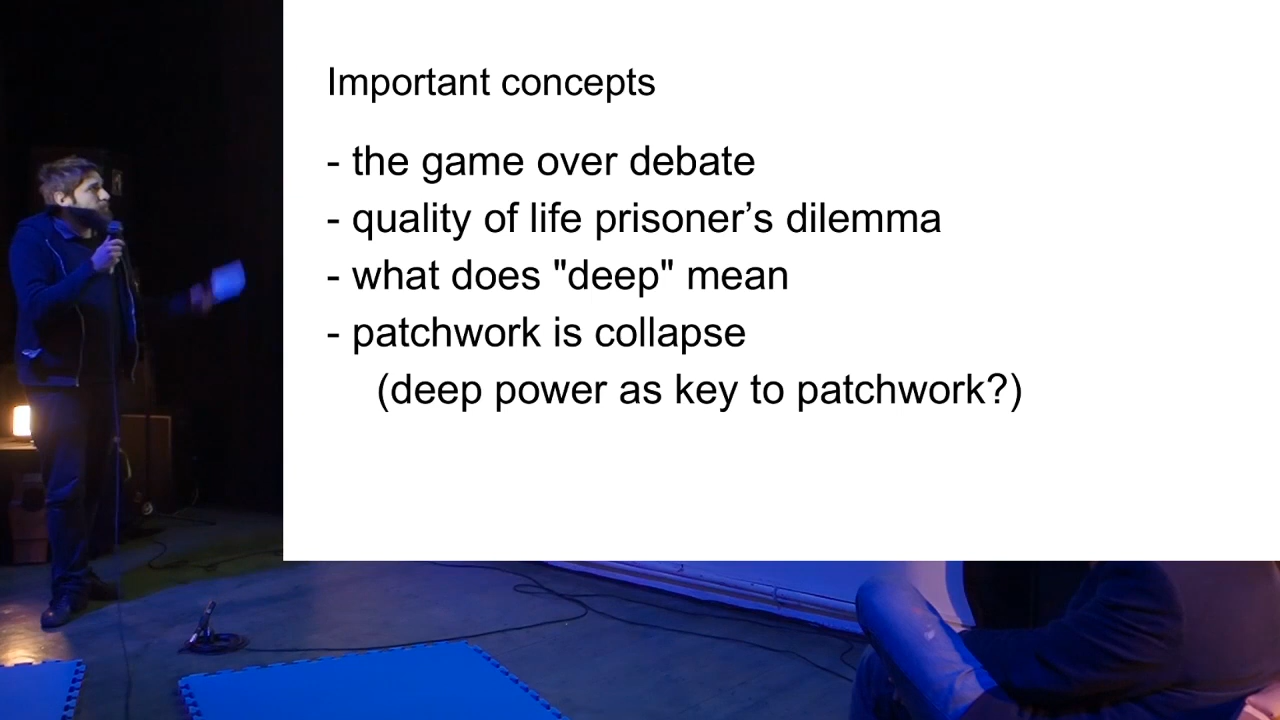 Important concepts
- the game over debate
- quality of life prisoner’s dilemma
- what does "deep" mean
- patchwork is collapse
(deep power as key to patchwork?)